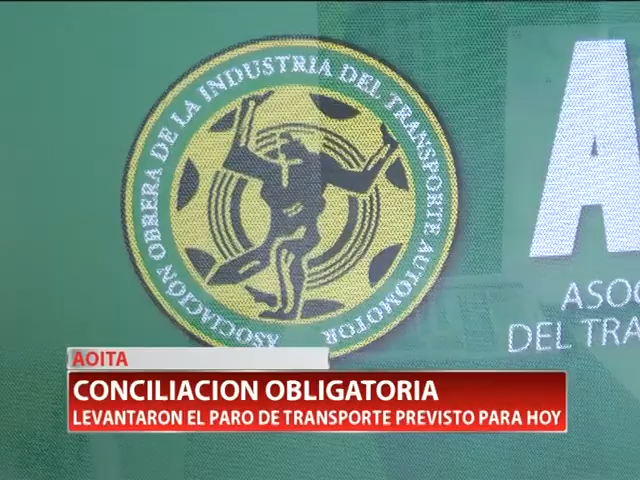 ASOCIACIÓN OBRERA DE LA INDUSTRIA DEL TRANSPORTE AUTOMOTOR
A
ASOC
DEL TRA
AOITA
CONCILIACION OBLIGATORIA
LEVANTARON EL PARO DE TRANSPORTE PREVISTO PARA HOY